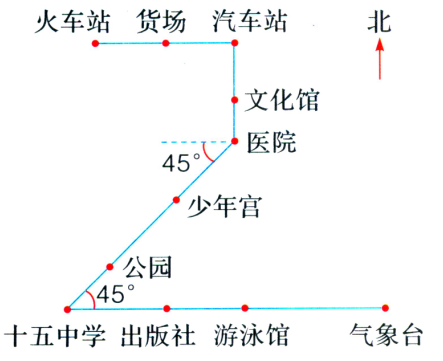 火车站 货场 汽车站 北
文化馆
医院
45°
少年宫
公园
45°
十五中学 出版社 游泳馆 气象台